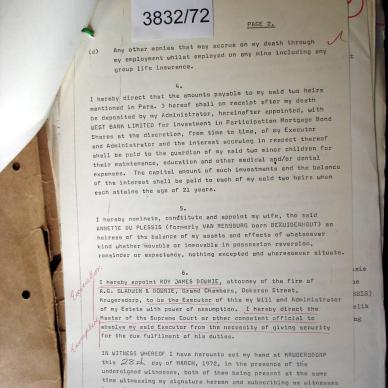 3832/72
PAGE 2.
(d) Any other monies that may accrue on my death through
my employment whilst employed on any mine including any
group life insurance.
4.
I hereby direct that the amounts payable to my said two heirs
mentioned in Para. 3 hereof shall on receipt after my death
be deposited by my Administrator, hereinafter appointed, with
WEST BANK LIMITED for investment in Participation Mortgage Bond
Shares at the discretion, from time to time, of my Executor
and Administrator and the interest accruing in respect thereof
shall be paid to the guardian of my said two minor children for
their maintenance, education and other medical and/or dental
expenses. The capital amount of such investments and the balance
of the interest shall be paid to each of my said two heirs when
each attains the age of 21 years.
5.
I hereby nominate, constitute and appoint my wife, the said
ANNETTE DU PLESSIS (formerly VAN RENSBURG born BEZUIDENHOUT) an
heiress of the balance of my assets and effects of whatsoever
kind whether movable or immovable in possession reversion,
remainder or expectancy, nothing excepted and wheresoever situate.
6.
I hereby appoint ROY JAMES DOWNIE, attorney of the firm of
A.G. GLADWIN & DOWNIE, Grand Chambers, Street,
Krugersdorp, to be the Executor of this my Will and Administrator
of my Estate with power of assumption. I hereby direct the
Master of the Supreme Court or other competent official to
absolve my said Executor from the necessity of giving security
for the due fulfilment of his duties.
IN WITNESS WHEREOF I have hereunto set my hand at KRUGERSDORP
this 28th day of MARCH, 1972, in the presence of the
undersigned witnesses, both of them being present at the same
time witnessing my signature hereon and subscribing as witnesses